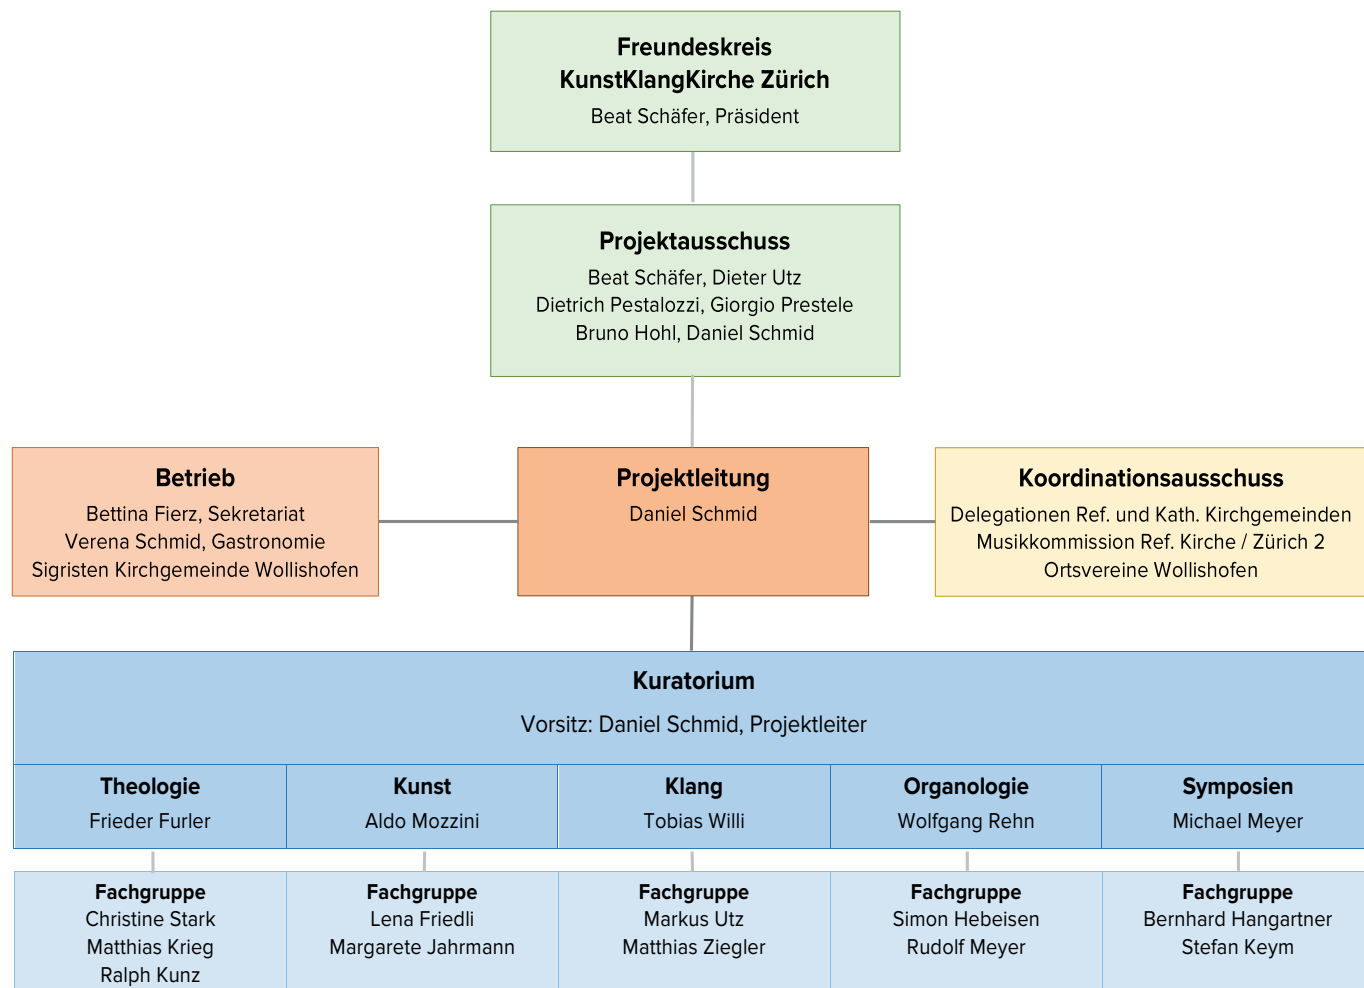 Freundeskreis
KunstKlangKirche Zürich
Beat Schäfer, Präsident
Projektausschuss
Beat Schäfer, Dieter Utz
Dietrich Pestalozzi, Giorgio Prestele
Bruno Hohl, Daniel Schmid
Betrieb
Bettina Fierz, Sekretariat
Verena Schmid, Gastronomie
Sigristen Kirchgemeinde Wollishofen
Projektleitung
Daniel Schmid
Koordinationsausschuss
Delegationen Ref. und Kath. Kirchgemeinden
Musikkommission Ref. Kirche / Zürich 2
Ortsvereine Wollishofen
Kuratorium
Vorsitz: Daniel Schmid, Projektleiter
Theologie
Frieder Furler
Kunst
Aldo Mozzini
Klang
Tobias Willi
Organologie
Wolfgang Rehn
Symposien
Michael Meyer
Fachgruppe
Christine Stark
Matthias Krieg
Ralph Kunz
Fachgruppe
Lena Friedli
Margarete Jahrmann
Fachgruppe
Markus Utz
Matthias Ziegler
Fachgruppe
Simon Hebeisen
Rudolf Meyer
Fachgruppe
Bernhard Hangartner
Stefan Keym